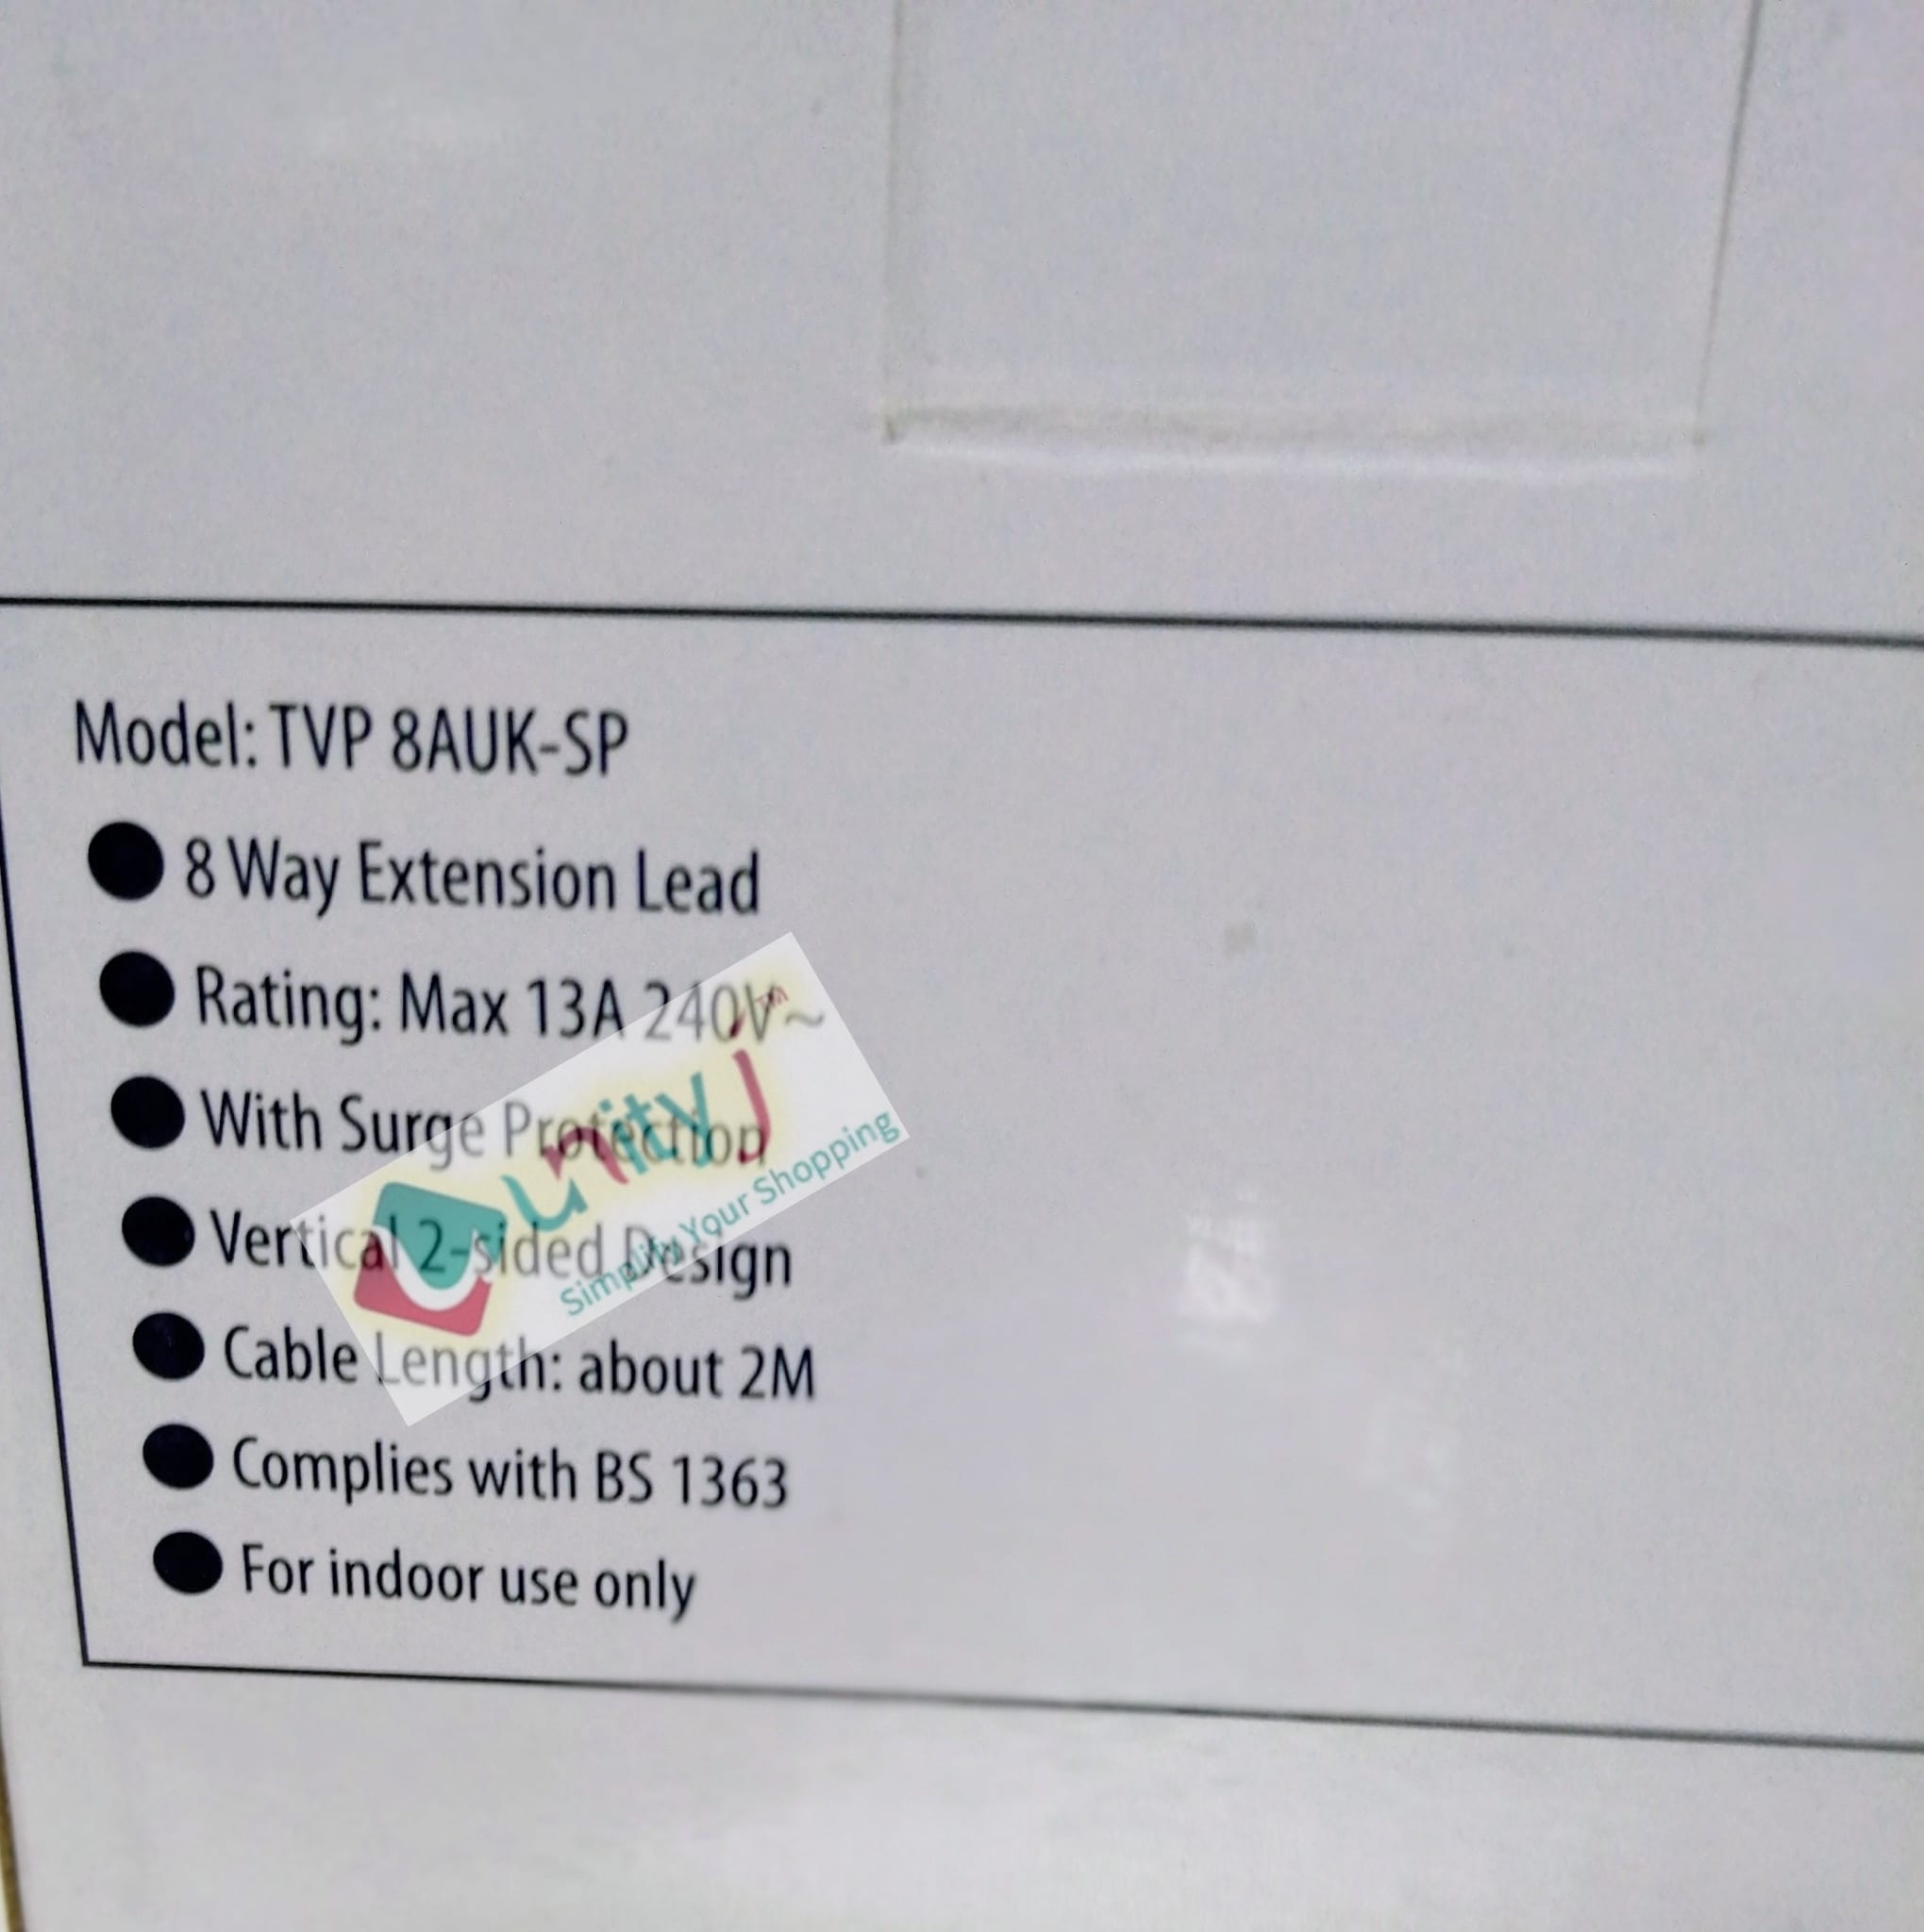 Model: TVP 8AUK-SP
● 8 Way Extension Lead
● Rating: Max 13A 240V~
● With Surge Protection
● Vertical 2-sided Design
● Cable Length: about 2M
● Complies with BS 1363
● For indoor use only
unityj™
Simplify Your Shopping